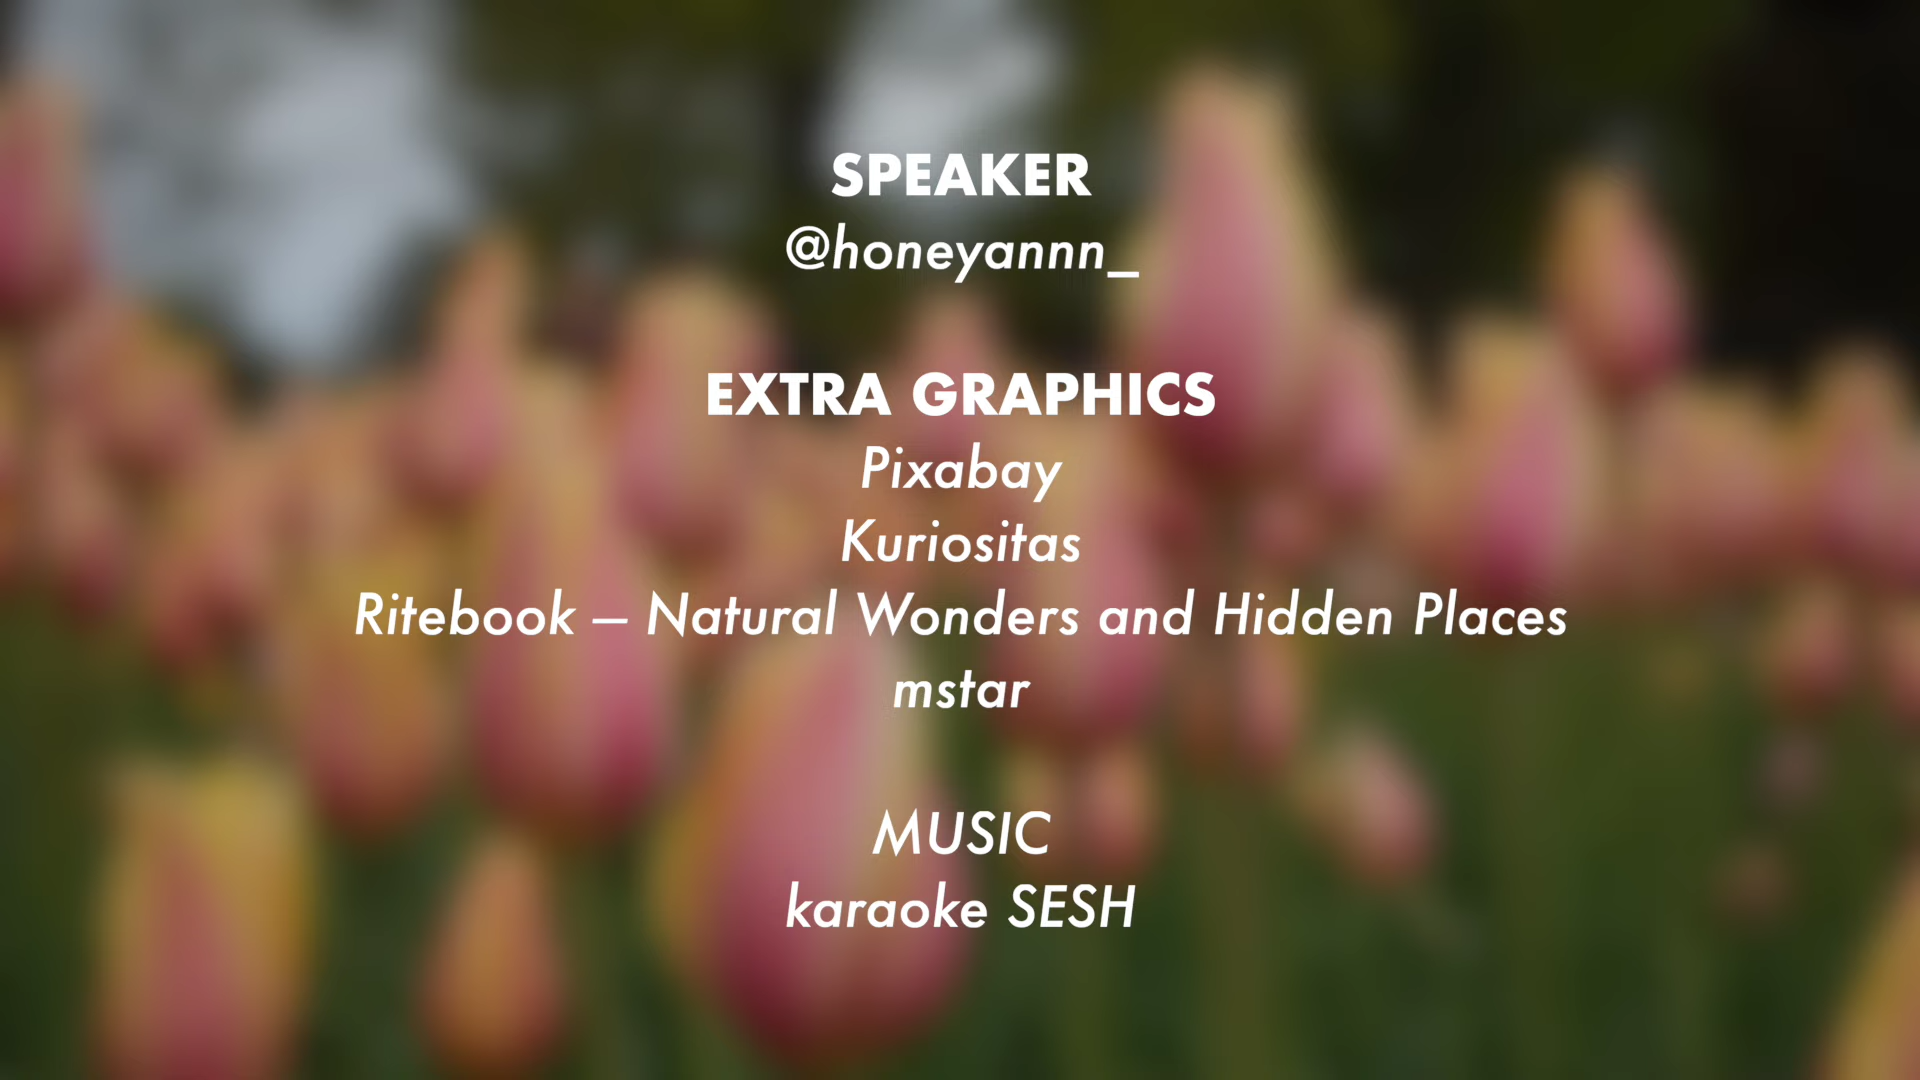 SPEAKER
@honeyannn_
EXTRA GRAPHICS
Pixabay
Kuriositas
Ritebook – Natural Wonders and Hidden Places
mstar
MUSIC
karaoke SESH